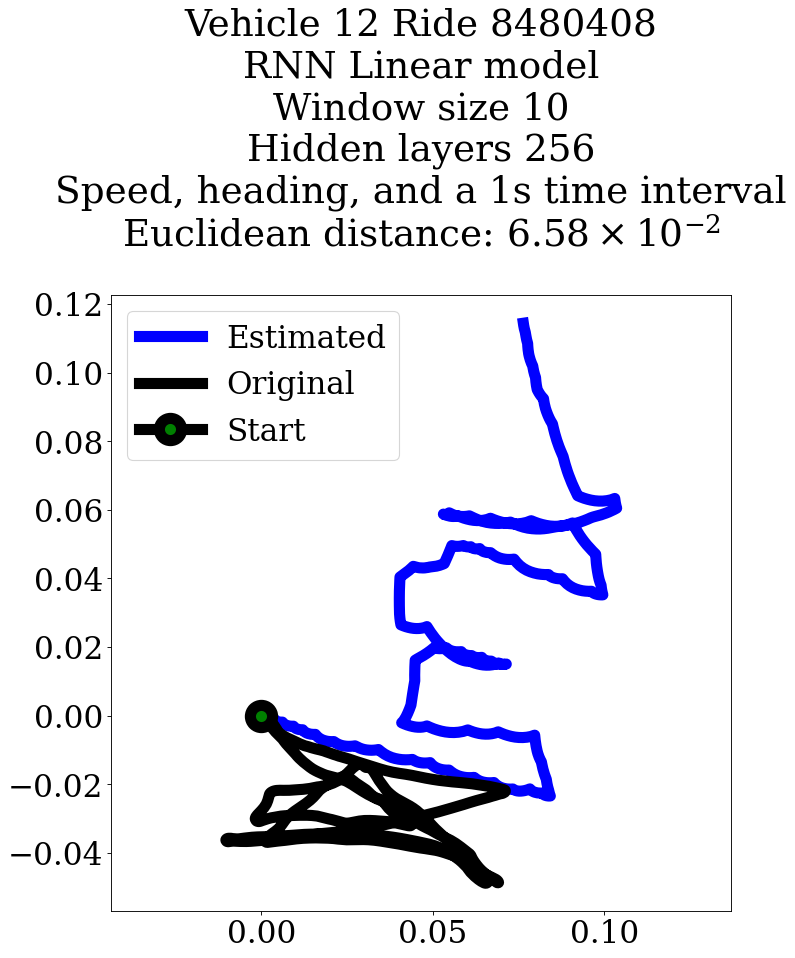 Vehicle 12 Ride 8480408
RNN Linear model
Window size 10
Hidden layers 256
Speed, heading, and a 1s time interval
Euclidean distance: 6.58 × 10⁻²
Estimated
Original
Start
0.12
0.10
0.08
0.06
0.04
0.02
0.00
−0.02
−0.04
0.00 0.05 0.10